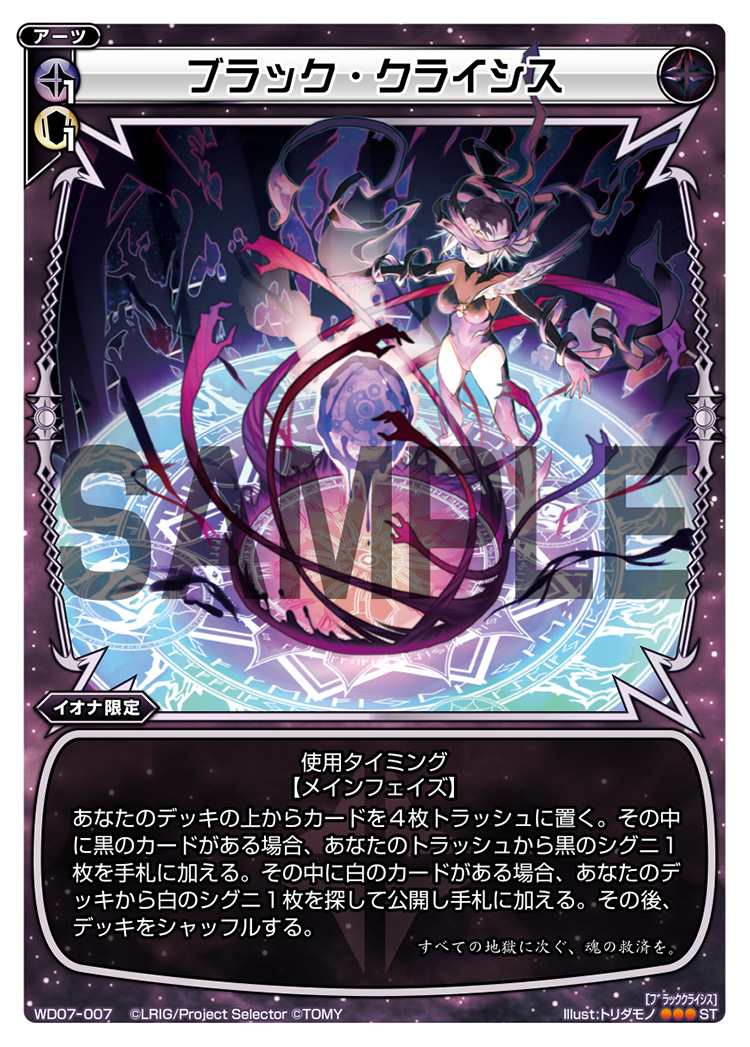 アーツ
1
1
ブラック・クライシス
SAMPLE
イオナ限定
使用タイミング
【メインフェイズ】
あなたのデッキの上からカードを4枚トラッシュに置く。その中
に黒のカードがある場合、あなたのトラッシュから黒のシグニ1
枚を手札に加える。その中に白のカードがある場合、あなたのデ
ッキから白のシグニ1枚を探して公開し手札に加える。その後、
デッキをシャッフルする。
すべての地獄に次ぐ、魂の救済を。
[ブラッククライシス]
WD07-007 ©LRIG/Project Selector ©TOMY Illust:トリダモノ ST